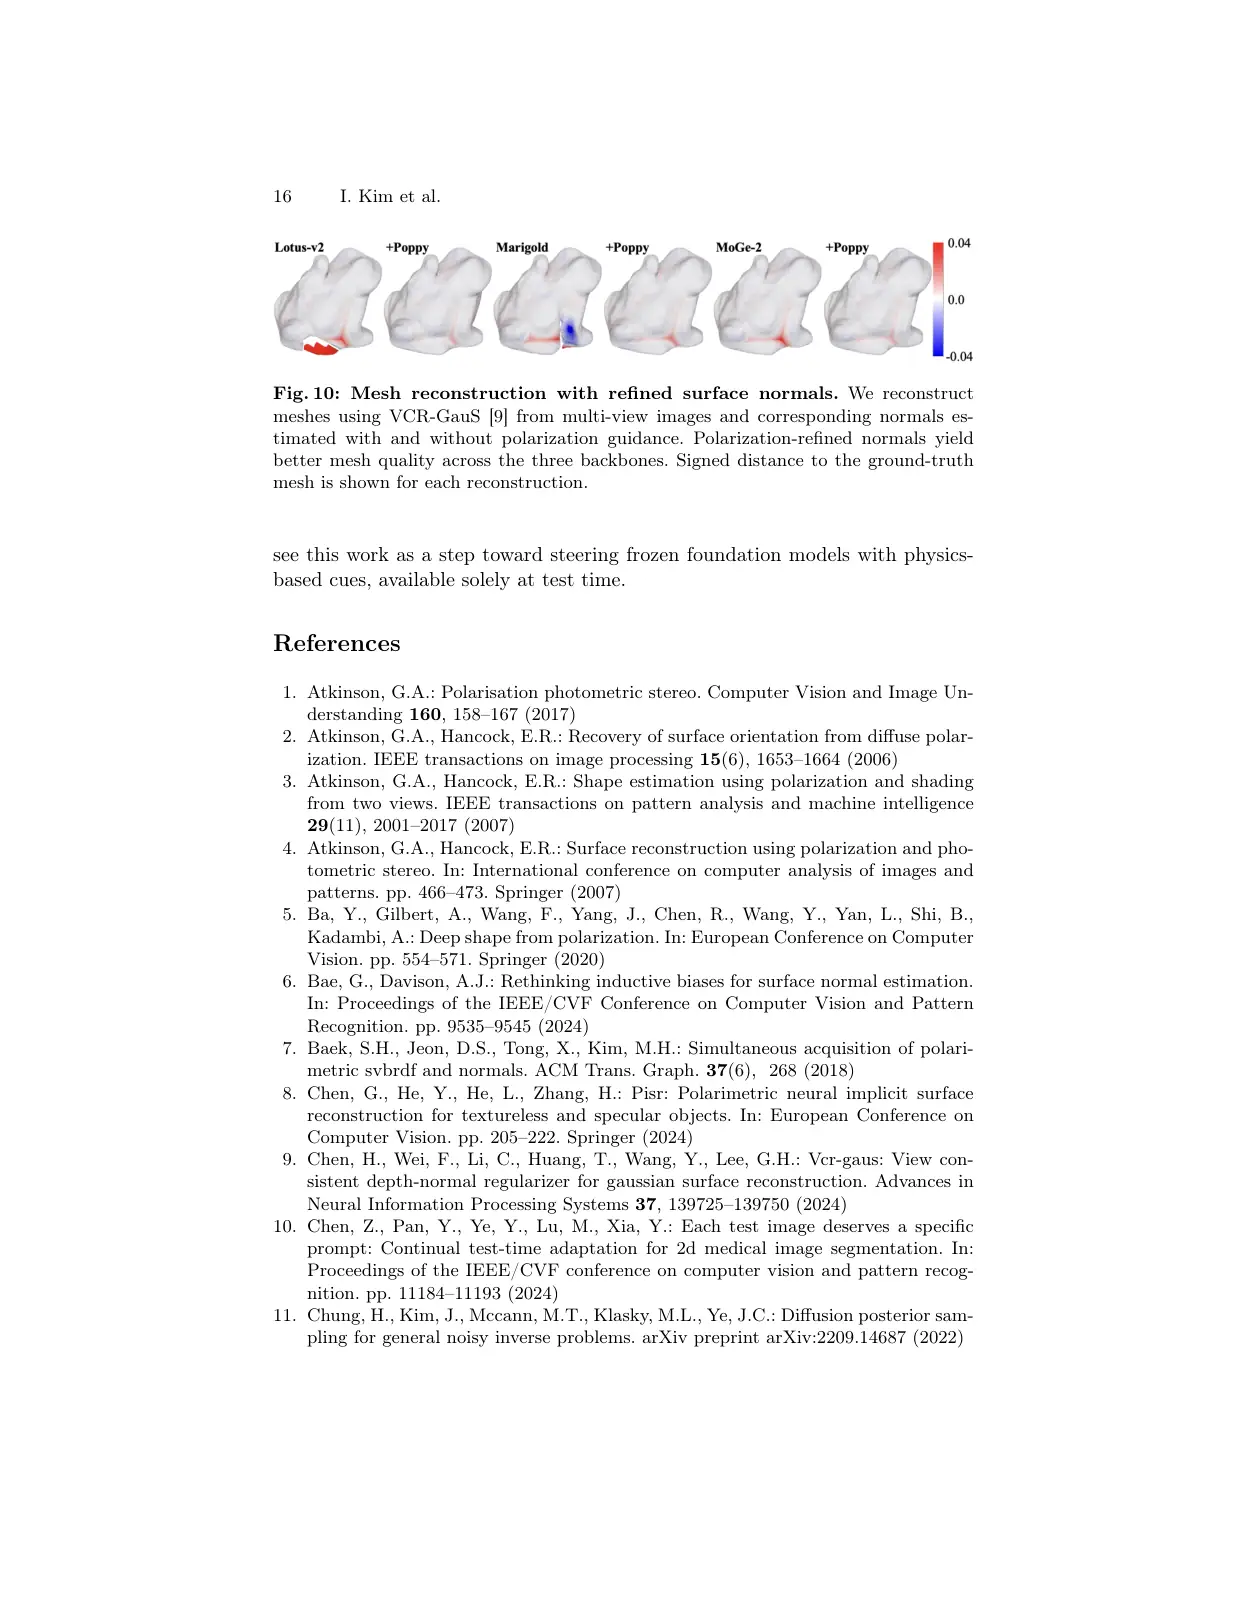 16 I. Kim et al.
Lotus-v2 +Poppy Marigold +Poppy MoGe-2 +Poppy 0.04
0.0
-0.04
Fig. 10: Mesh reconstruction with refined surface normals. We reconstruct
meshes using VCR-GauS [9] from multi-view images and corresponding normals es-
timated with and without polarization guidance. Polarization-refined normals yield
better mesh quality across the three backbones. Signed distance to the ground-truth
mesh is shown for each reconstruction.
see this work as a step toward steering frozen foundation models with physics-
based cues, available solely at test time.
References
1. Atkinson, G.A.: Polarisation photometric stereo. Computer Vision and Image Un-
derstanding 160, 158–167 (2017)
2. Atkinson, G.A., Hancock, E.R.: Recovery of surface orientation from diffuse polar-
ization. IEEE transactions on image processing 15(6), 1653–1664 (2006)
3. Atkinson, G.A., Hancock, E.R.: Shape estimation using polarization and shading
from two views. IEEE transactions on pattern analysis and machine intelligence
29(11), 2001–2017 (2007)
4. Atkinson, G.A., Hancock, E.R.: Surface reconstruction using polarization and pho-
tometric stereo. In: International conference on computer analysis of images and
patterns. pp. 466–473. Springer (2007)
5. Ba, Y., Gilbert, A., Wang, F., Yang, J., Chen, R., Wang, Y., Yan, L., Shi, B.,
Kadambi, A.: Deep shape from polarization. In: European Conference on Computer
Vision. pp. 554–571. Springer (2020)
6. Bae, G., Davison, A.J.: Rethinking inductive biases for surface normal estimation.
In: Proceedings of the IEEE/CVF Conference on Computer Vision and Pattern
Recognition. pp. 9535–9545 (2024)
7. Baek, S.H., Jeon, D.S., Tong, X., Kim, M.H.: Simultaneous acquisition of polari-
metric svbrdf and normals. ACM Trans. Graph. 37(6), 268 (2018)
8. Chen, G., He, Y., He, L., Zhang, H.: Pisr: Polarimetric neural implicit surface
reconstruction for textureless and specular objects. In: European Conference on
Computer Vision. pp. 205–222. Springer (2024)
9. Chen, H., Wei, F., Li, C., Huang, T., Wang, Y., Lee, G.H.: Vcr-gaus: View con-
sistent depth-normal regularizer for gaussian surface reconstruction. Advances in
Neural Information Processing Systems 37, 139725–139750 (2024)
10. Chen, Z., Pan, Y., Ye, Y., Lu, M., Xia, Y.: Each test image deserves a specific
prompt: Continual test-time adaptation for 2d medical image segmentation. In:
Proceedings of the IEEE/CVF conference on computer vision and pattern recog-
nition. pp. 11184–11193 (2024)
11. Chung, H., Kim, J., Mccann, M.T., Klasky, M.L., Ye, J.C.: Diffusion posterior sam-
pling for general noisy inverse problems. arXiv preprint arXiv:2209.14687 (2022)